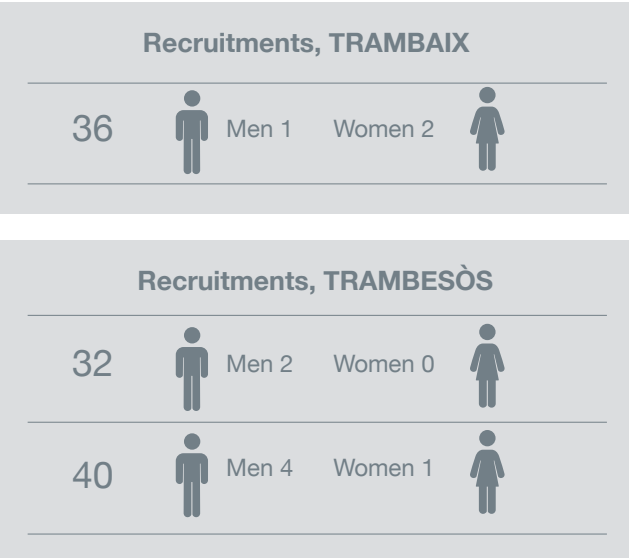 Recruitments, TRAMBAIX
36 Men 1 Women 2
Recruitments, TRAMBESÒS
32 Men 2 Women 0
40 Men 4 Women 1